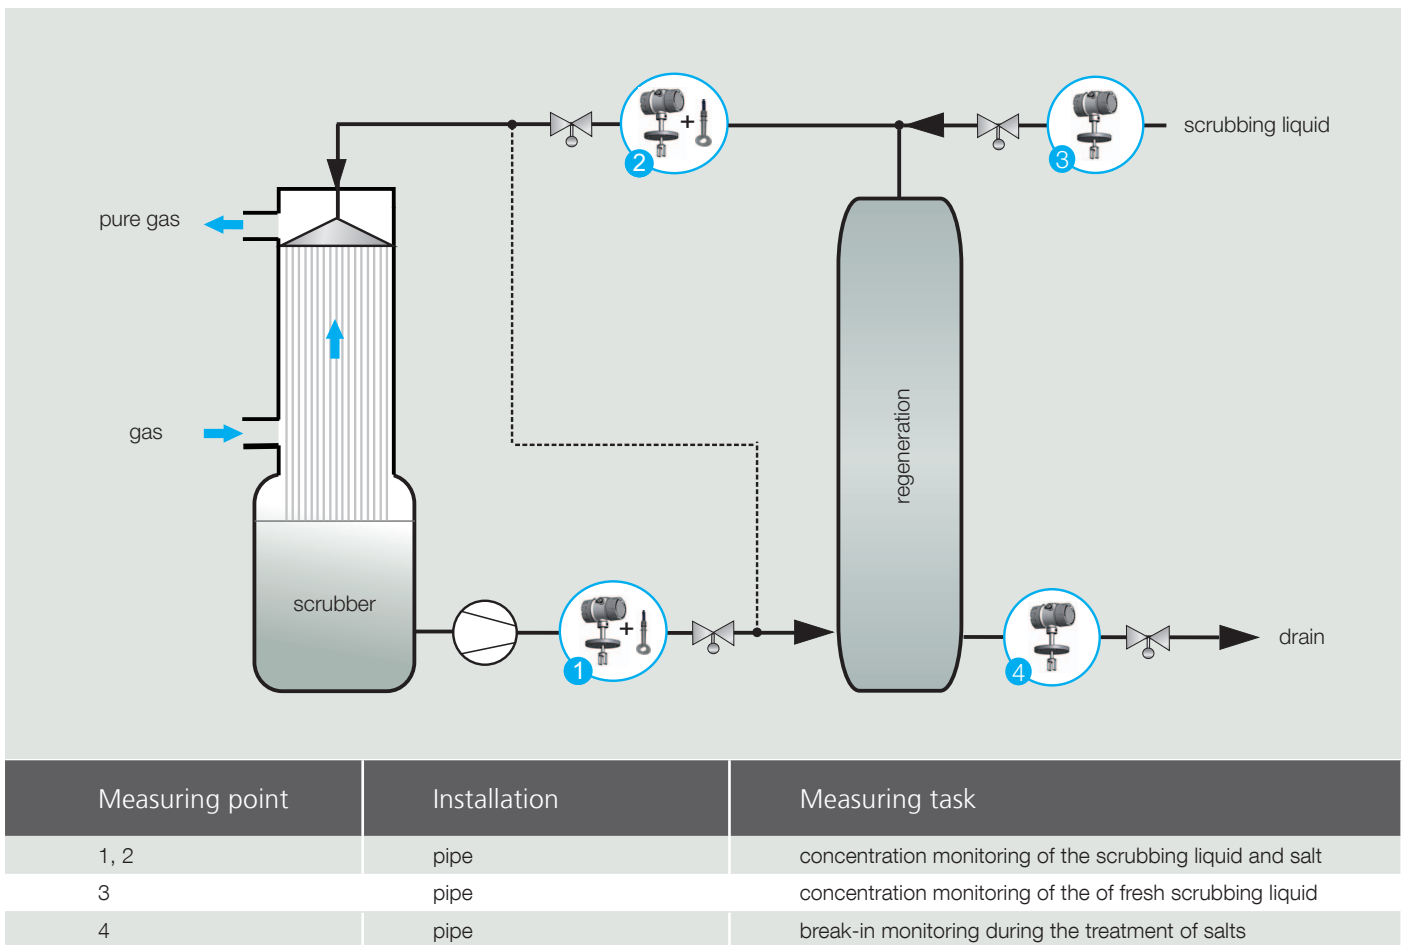 scrubbing liquid
+
2
3
pure gas
gas
regeneration
scrubber
+
1
4
drain
Measuring point Installation Measuring task
1, 2 pipe concentration monitoring of the scrubbing liquid and salt
3 pipe concentration monitoring of the of fresh scrubbing liquid
4 pipe break-in monitoring during the treatment of salts